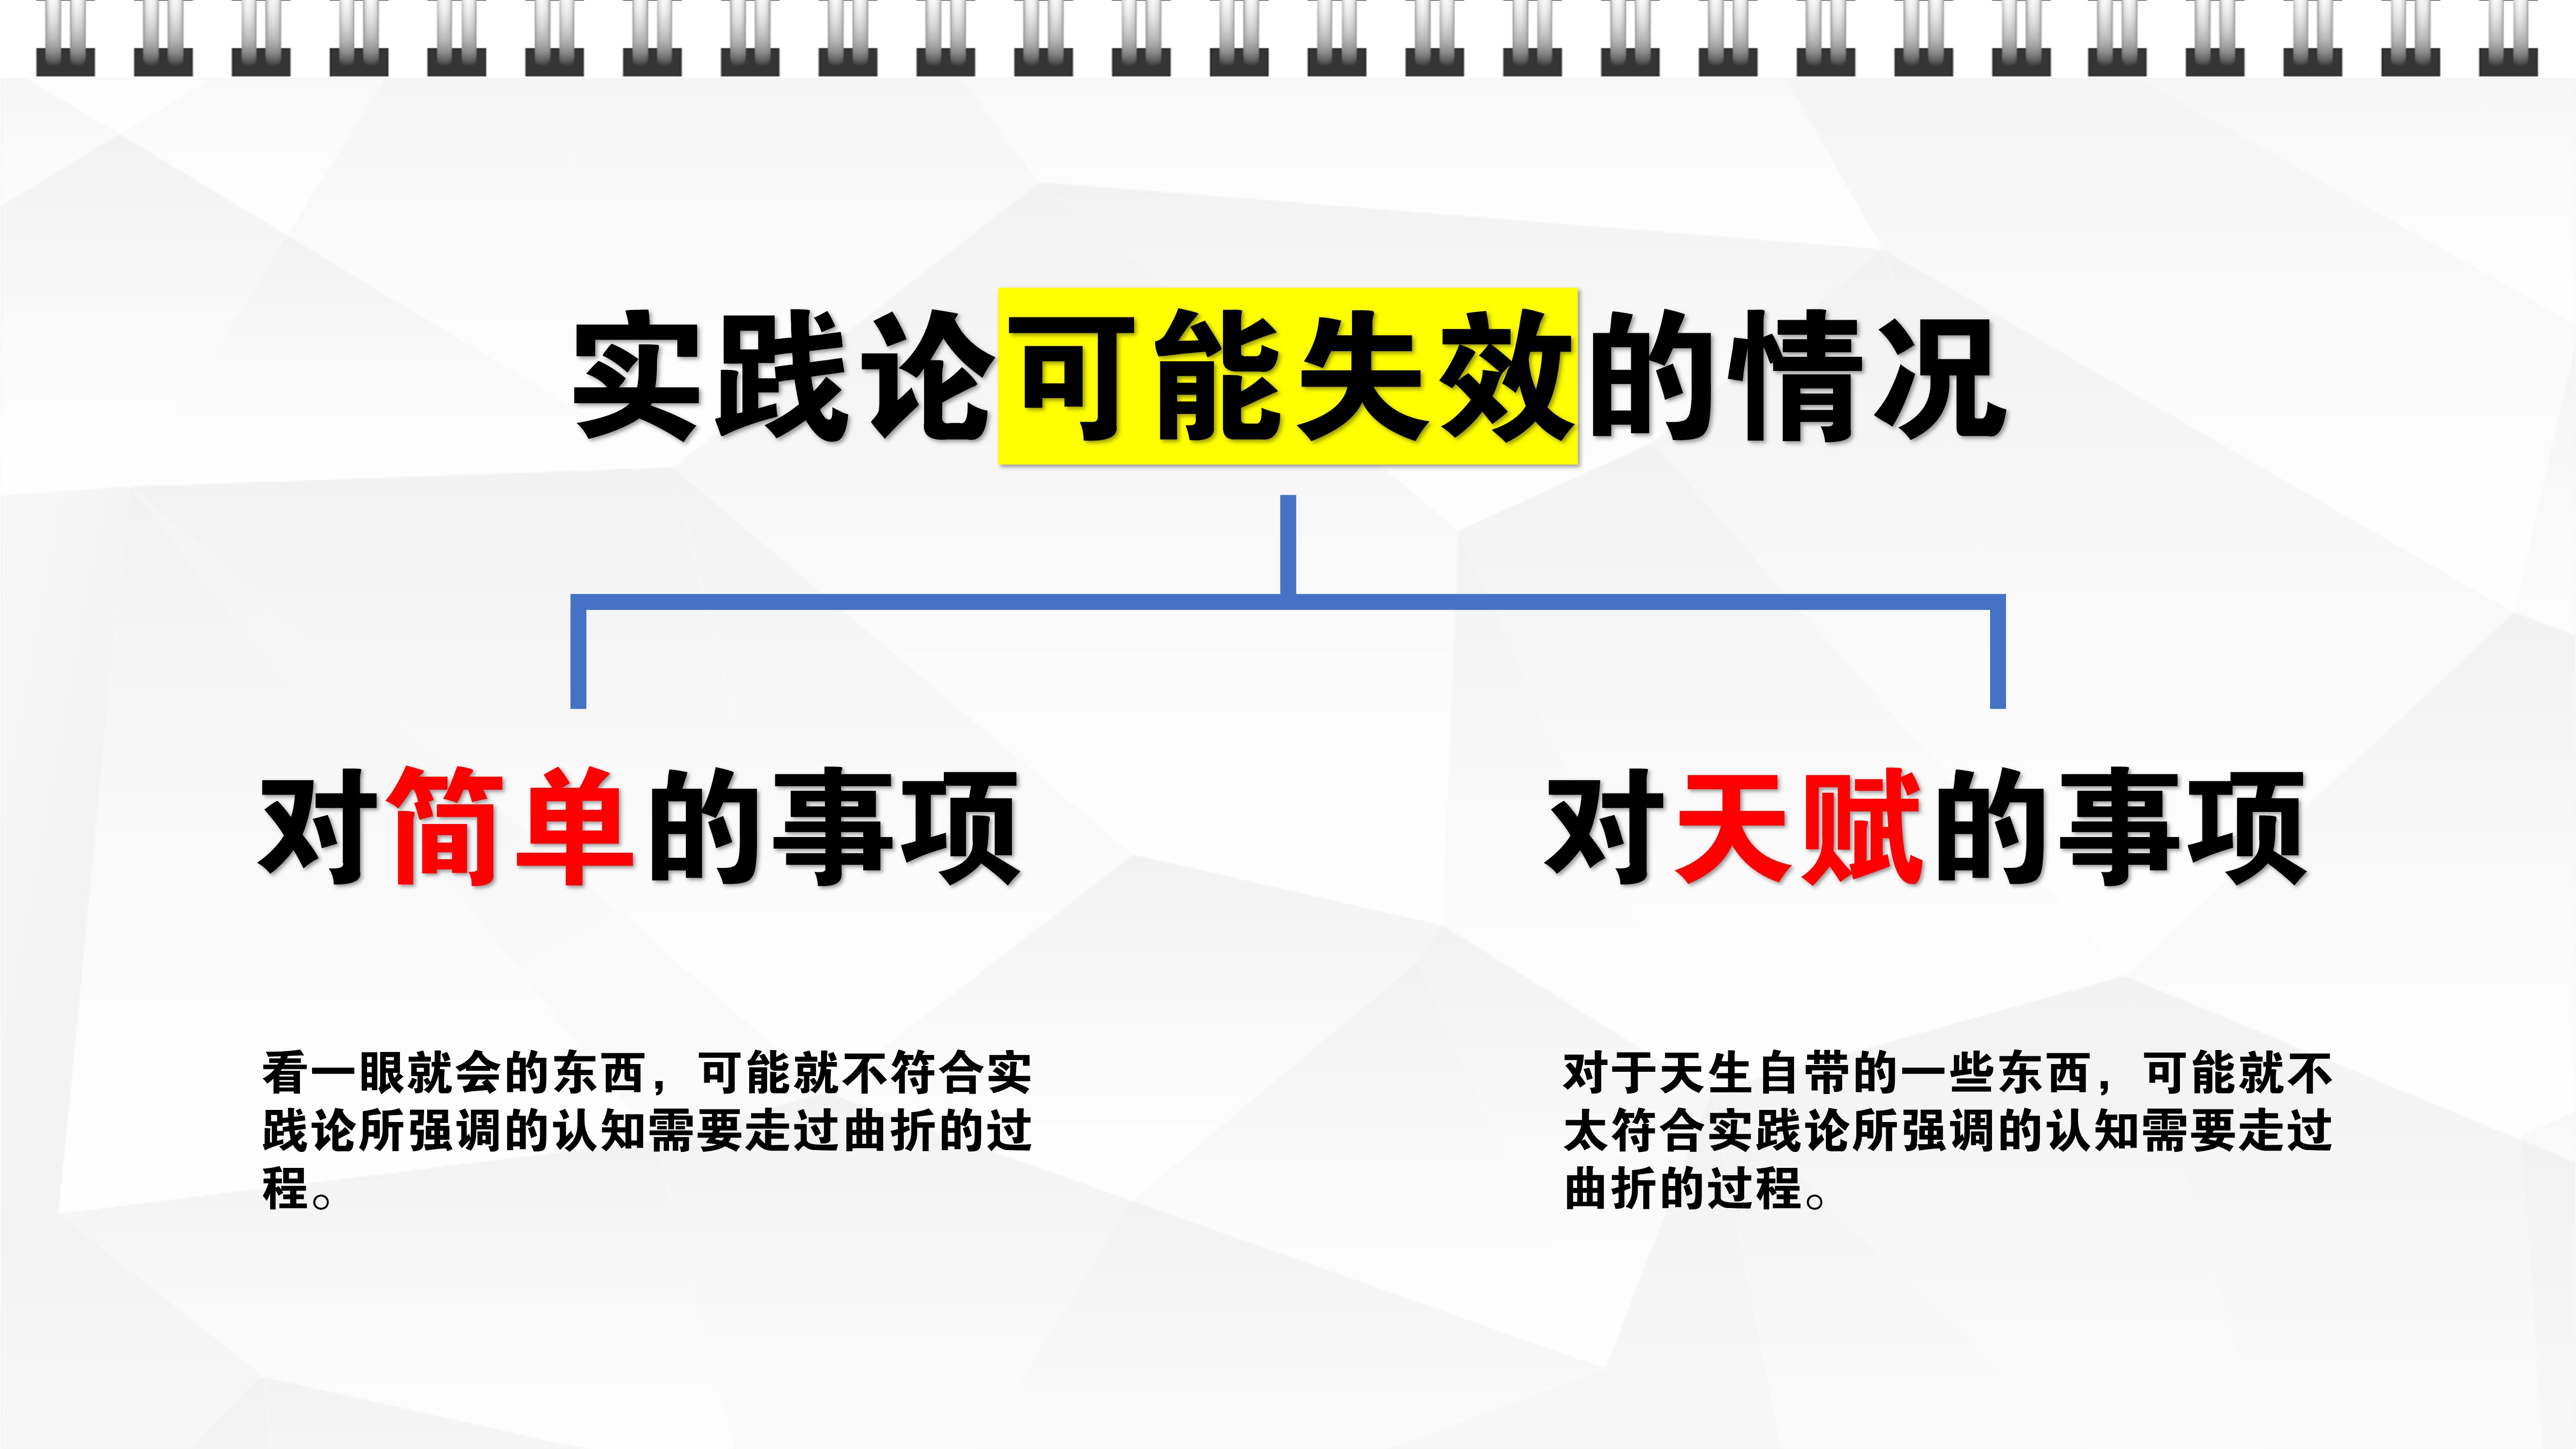 实践论可能失效的情况
对简单的事项
对天赋的事项
看一眼就会的东西，可能就不符合实
践论所强调的认知需要走过曲折的过
程。
对于天生自带的一些东西，可能就不
太符合实践论所强调的认知需要走过
曲折的过程。